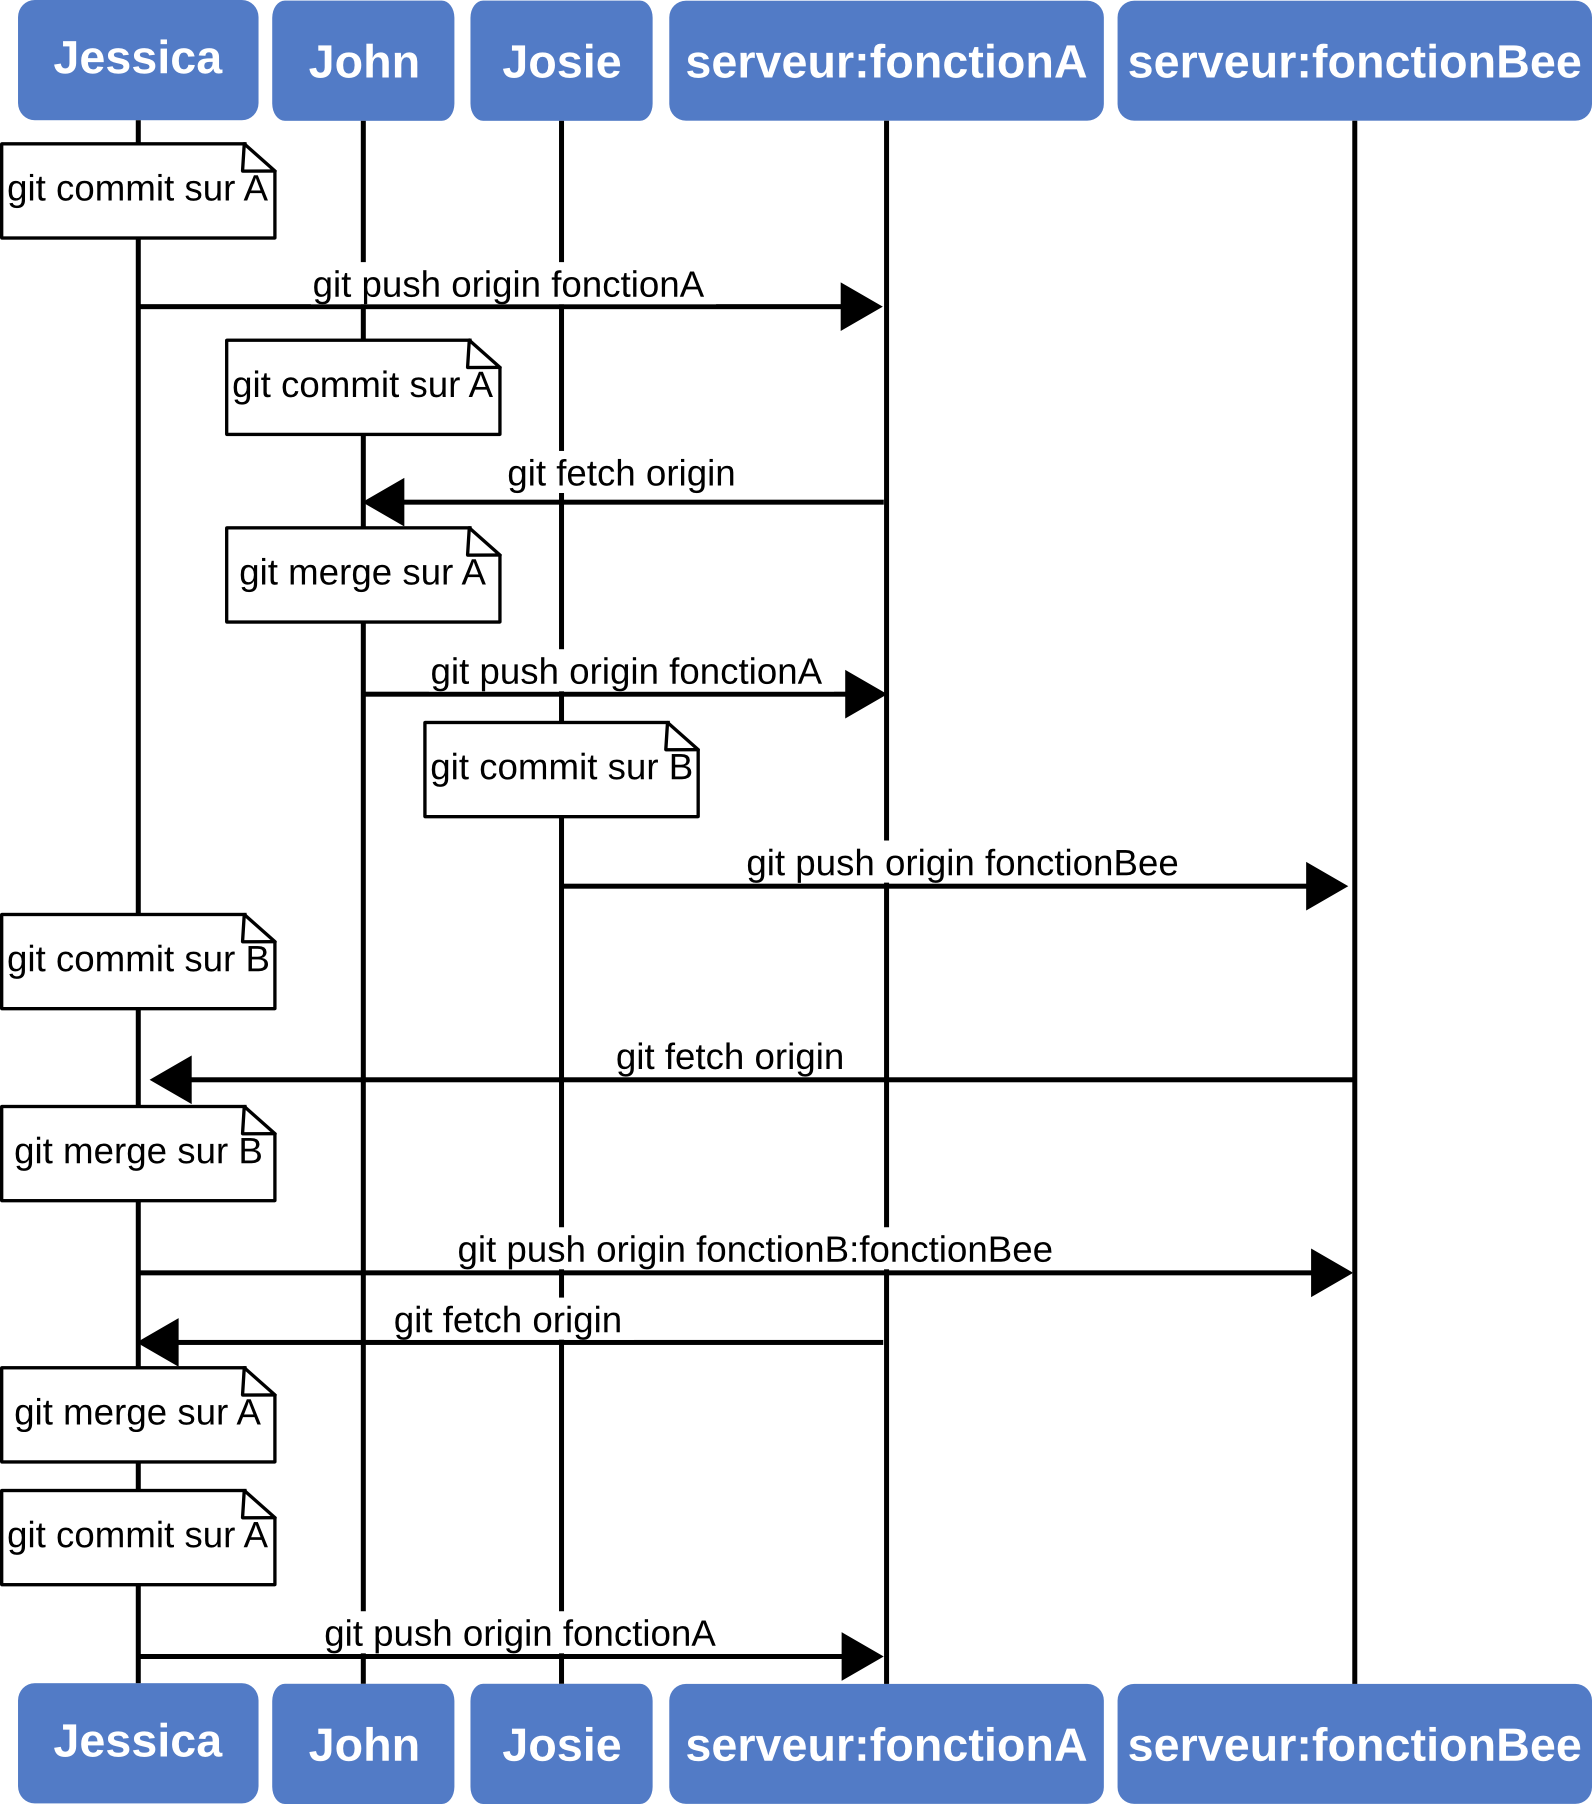 Jessica
John
Josie
serveur:fonctionA
serveur:fonctionBee
git commit sur A
git push origin fonctionA
git commit sur A
git fetch origin
git merge sur A
git push origin fonctionA
git commit sur B
git push origin fonctionBee
git commit sur B
git fetch origin
git merge sur B
git push origin fonctionB:fonctionBee
git fetch origin
git merge sur A
git commit sur A
git push origin fonctionA
Jessica
John
Josie
serveur:fonctionA
serveur:fonctionBee